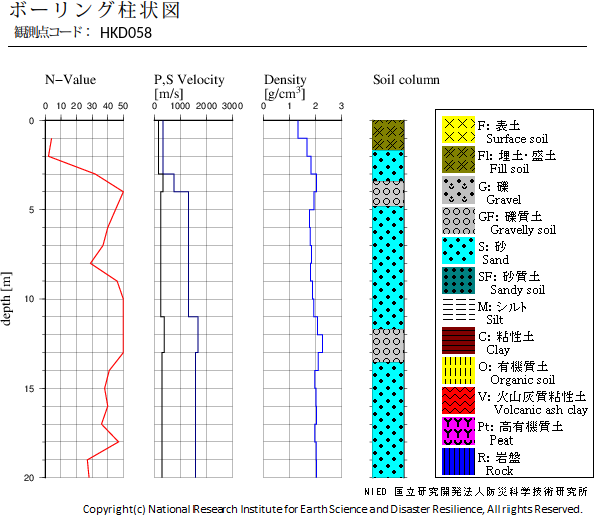 ボーリング柱状図
観測点コード： HKD058
N−Value
P,S Velocity
[m/s]
Density
[g/cm³]
Soil column
0 10 20 30 40 50
0 1000 2000 3000
0 1 2 3
0
5
10
15
20
depth [m]
F: 表土
Surface soil
Fl: 埋土・盛土
Fill soil
G: 礫
Gravel
GF: 礫質土
Gravelly soil
S: 砂
Sand
SF: 砂質土
Sandy soil
M: シルト
Silt
C: 粘性土
Clay
O: 有機質土
Organic soil
V: 火山灰質粘性土
Volcanic ash clay
Pt: 高有機質土
Peat
R: 岩盤
Rock
NIED 国立研究開発法人防災科学技術研究所
Copyright(c) National Research Institute for Earth Science and Disaster Resilience, All rights Reserved.